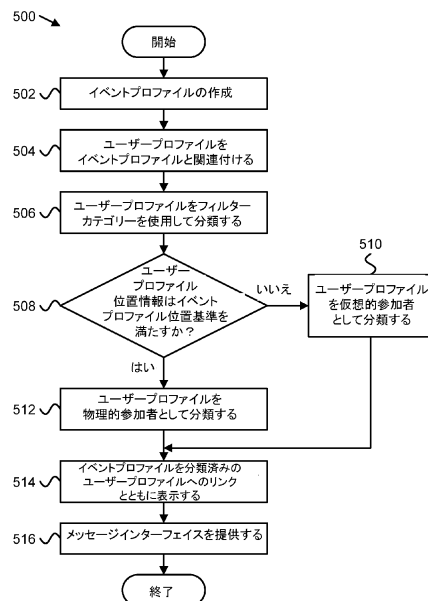 500
開始
502
イベントプロファイルの作成
504
ユーザープロファイルを
イベントプロファイルと関連付ける
506
ユーザープロファイルをフィルター
カテゴリーを使用して分類する
508
ユーザー
プロファイル
位置情報はイベント
プロファイル位置基準を
満たすか？
いいえ
510
ユーザープロファイル
を仮想的参加者
として分類する
はい
512
ユーザープロファイルを
物理的参加者として分類する
514
イベントプロファイルを分類済みの
ユーザープロファイルへのリンク
とともに表示する
516
メッセージインターフェイスを提供する
終了